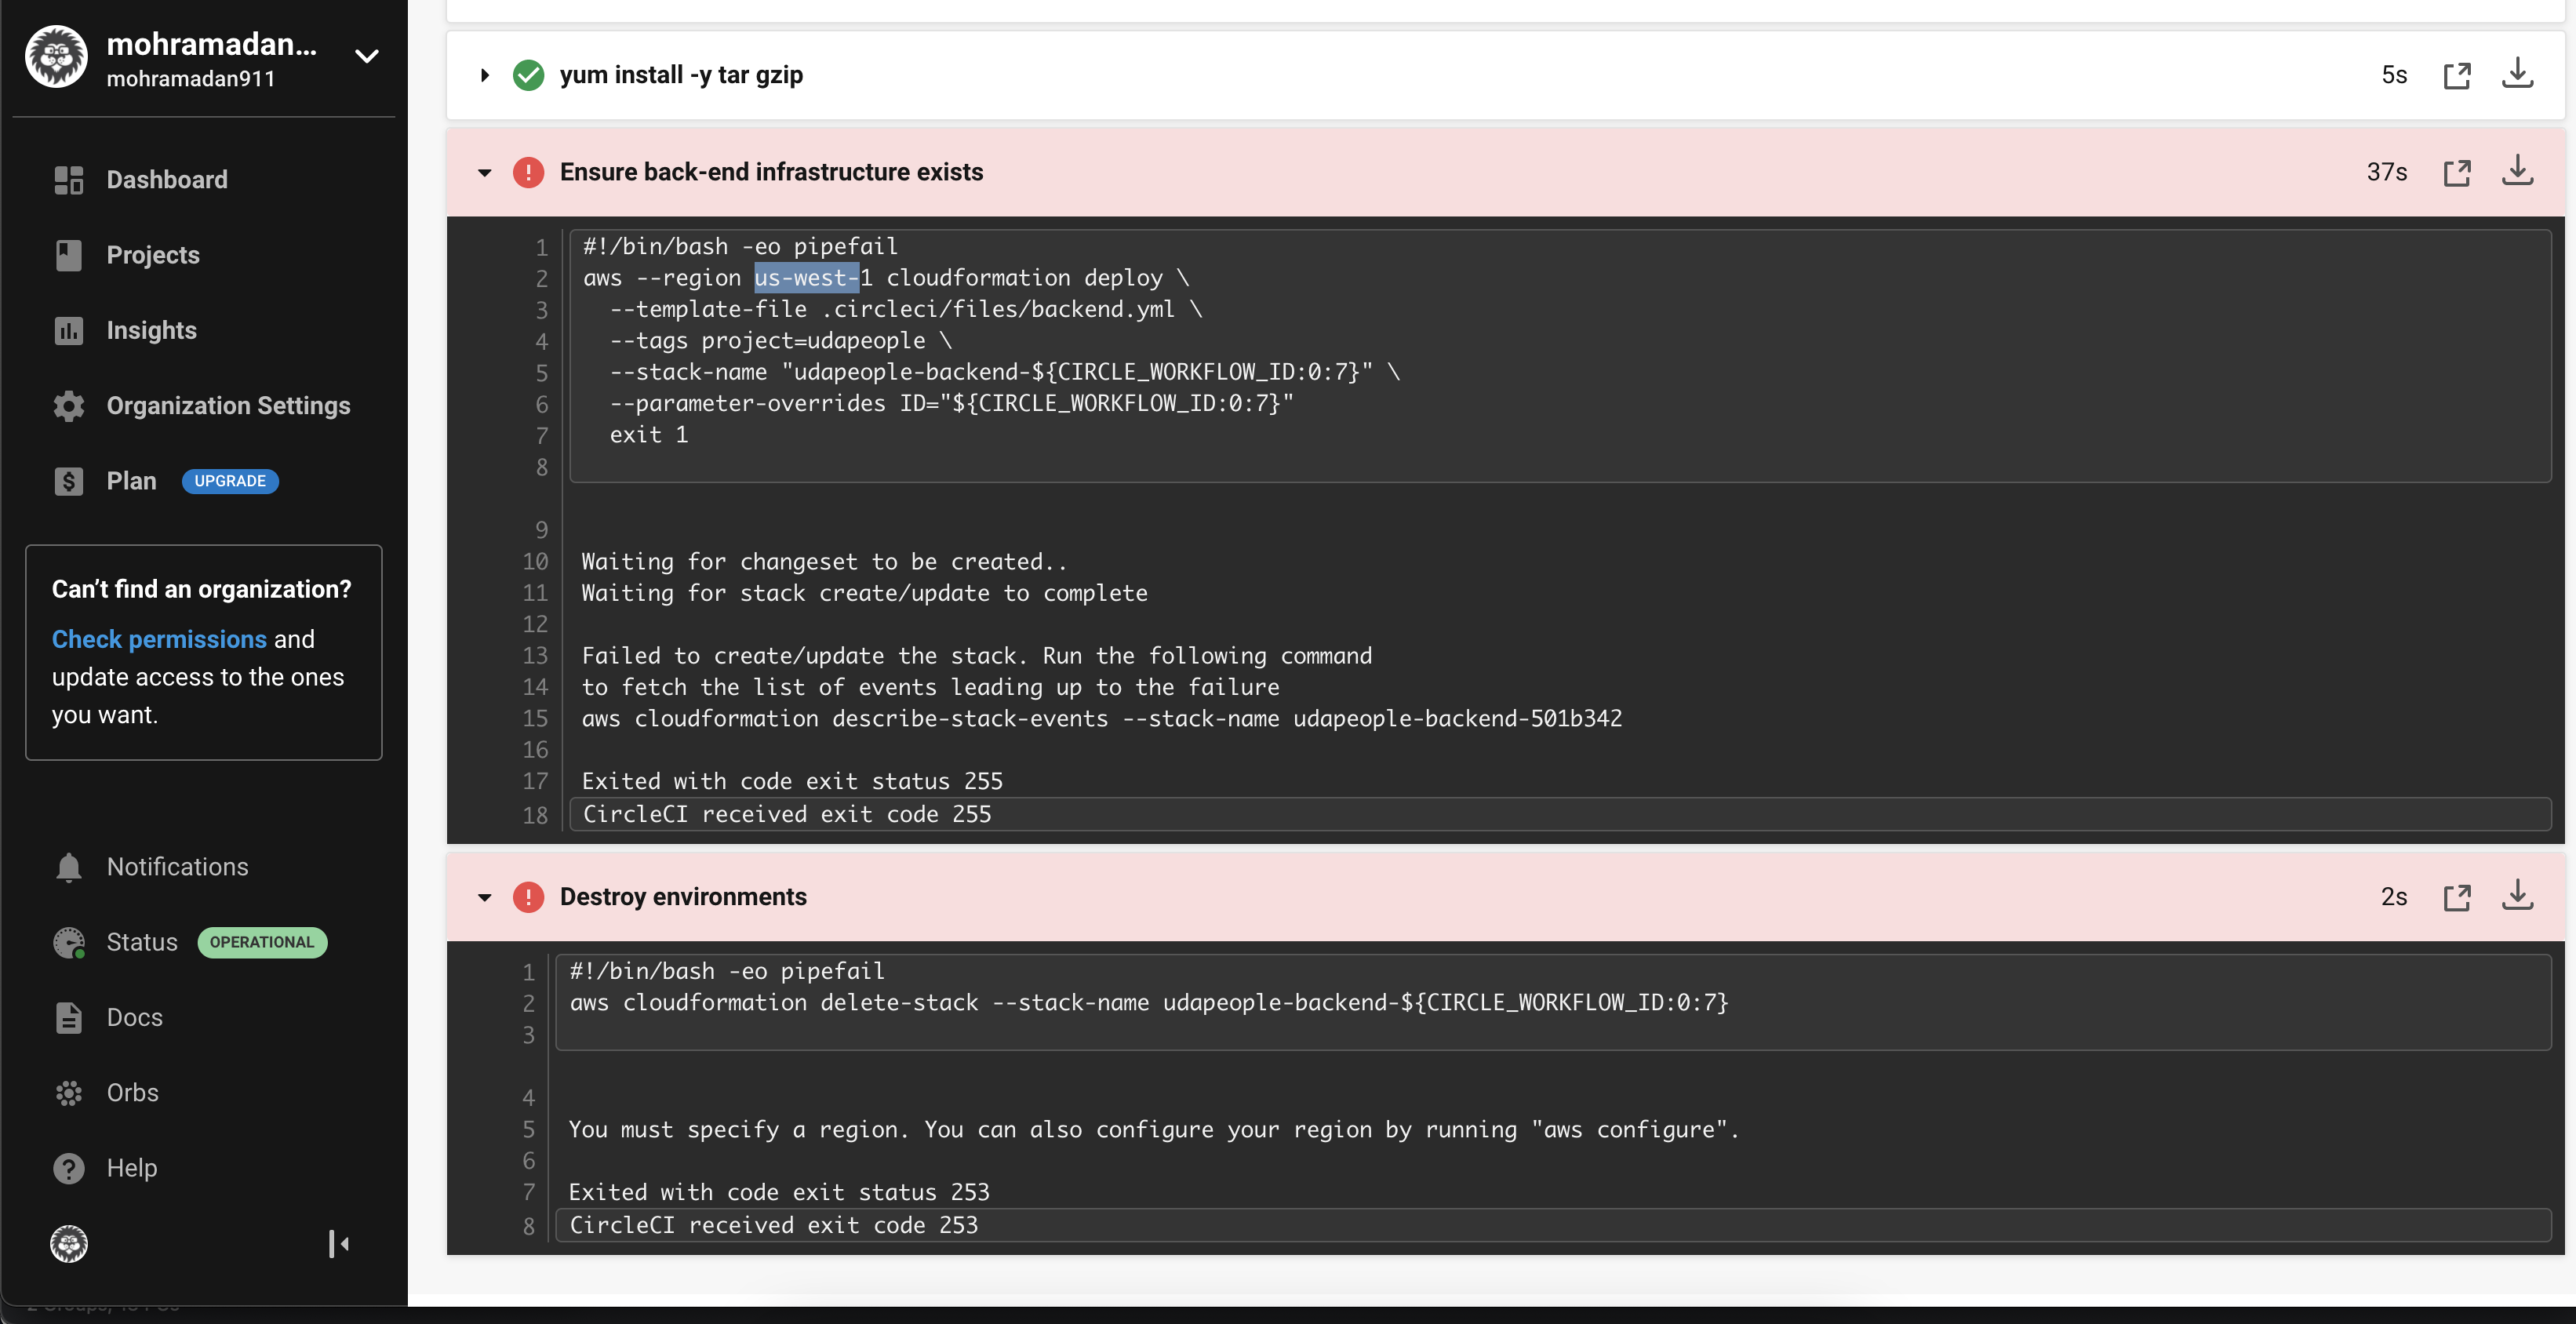 mohramadan...
mohramadan911
Dashboard
Projects
Insights
Organization Settings
Plan UPGRADE
Can’t find an organization?
Check permissions and
update access to the ones
you want.
Notifications
Status OPERATIONAL
Docs
Orbs
Help
yum install -y tar gzip 5s
Ensure back-end infrastructure exists 37s
1 #!/bin/bash -eo pipefail
2 aws --region us-west-1 cloudformation deploy \
3 --template-file .circleci/files/backend.yml \
4 --tags project=udapeople \
5 --stack-name "udapeople-backend-${CIRCLE_WORKFLOW_ID:0:7}" \
6 --parameter-overrides ID="${CIRCLE_WORKFLOW_ID:0:7}"
7 exit 1
8
9
10 Waiting for changeset to be created..
11 Waiting for stack create/update to complete
12
13 Failed to create/update the stack. Run the following command
14 to fetch the list of events leading up to the failure
15 aws cloudformation describe-stack-events --stack-name udapeople-backend-501b342
16
17 Exited with code exit status 255
18 CircleCI received exit code 255
Destroy environments 2s
1 #!/bin/bash -eo pipefail
2 aws cloudformation delete-stack --stack-name udapeople-backend-${CIRCLE_WORKFLOW_ID:0:7}
3
4
5 You must specify a region. You can also configure your region by running "aws configure".
6
7 Exited with code exit status 253
8 CircleCI received exit code 253